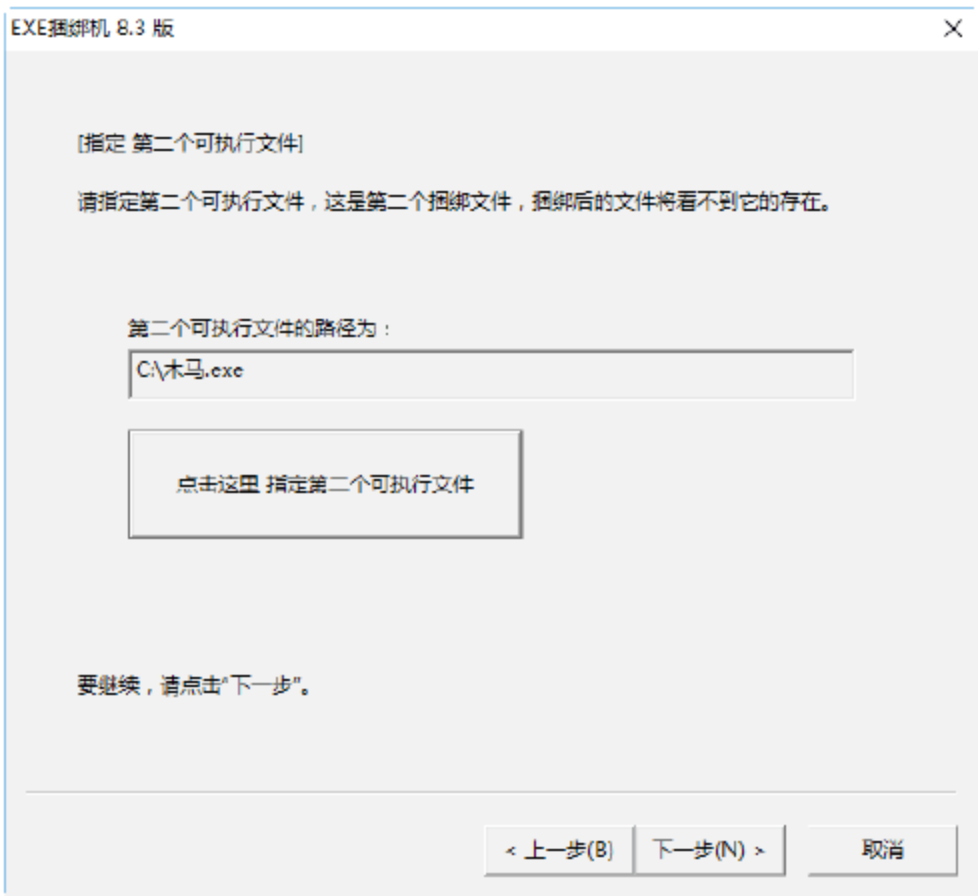 EXE捆绑机 8.3 版
[指定 第二个可执行文件]
请指定第二个可执行文件，这是第二个捆绑文件，捆绑后的文件将看不到它的存在。
第二个可执行文件的路径为：
C:\木马.exe
点击这里 指定第二个可执行文件
要继续，请点击“下一步”。
< 上一步(B) 下一步(N) > 取消